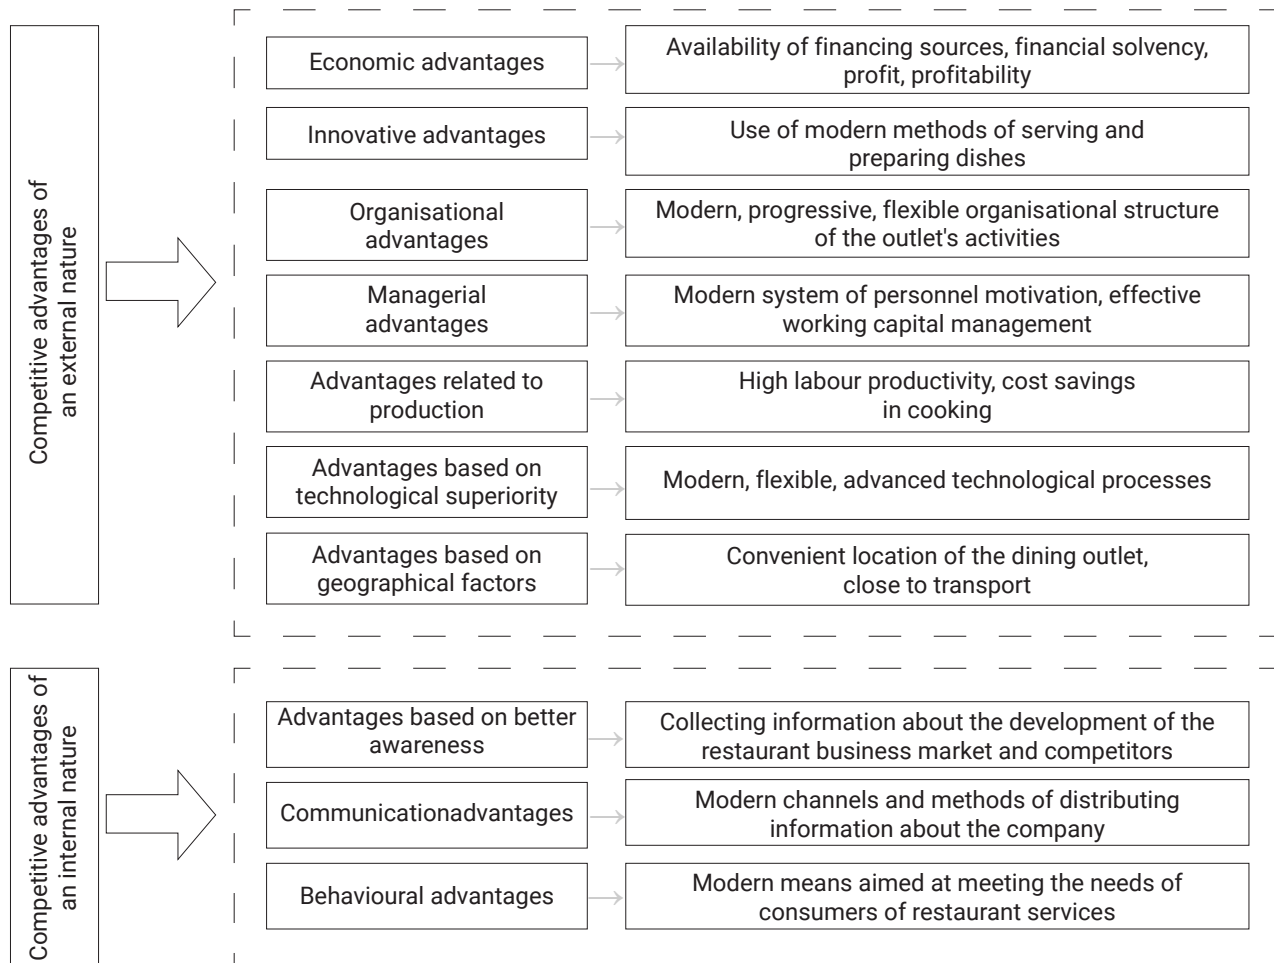 Competitive advantages of
an external nature
Economic advantages
Availability of financing sources, financial solvency,
profit, profitability
Innovative advantages
Use of modern methods of serving and
preparing dishes
Organisational
advantages
Modern, progressive, flexible organisational structure
of the outlet's activities
Managerial
advantages
Modern system of personnel motivation, effective
working capital management
Advantages related to
production
High labour productivity, cost savings
in cooking
Advantages based on
technological superiority
Modern, flexible, advanced technological processes
Advantages based on
geographical factors
Convenient location of the dining outlet,
close to transport
Competitive advantages of
an internal nature
Advantages based on better
awareness
Collecting information about the development of the
restaurant business market and competitors
Communicationadvantages
Modern channels and methods of distributing
information about the company
Behavioural advantages
Modern means aimed at meeting the needs of
consumers of restaurant services